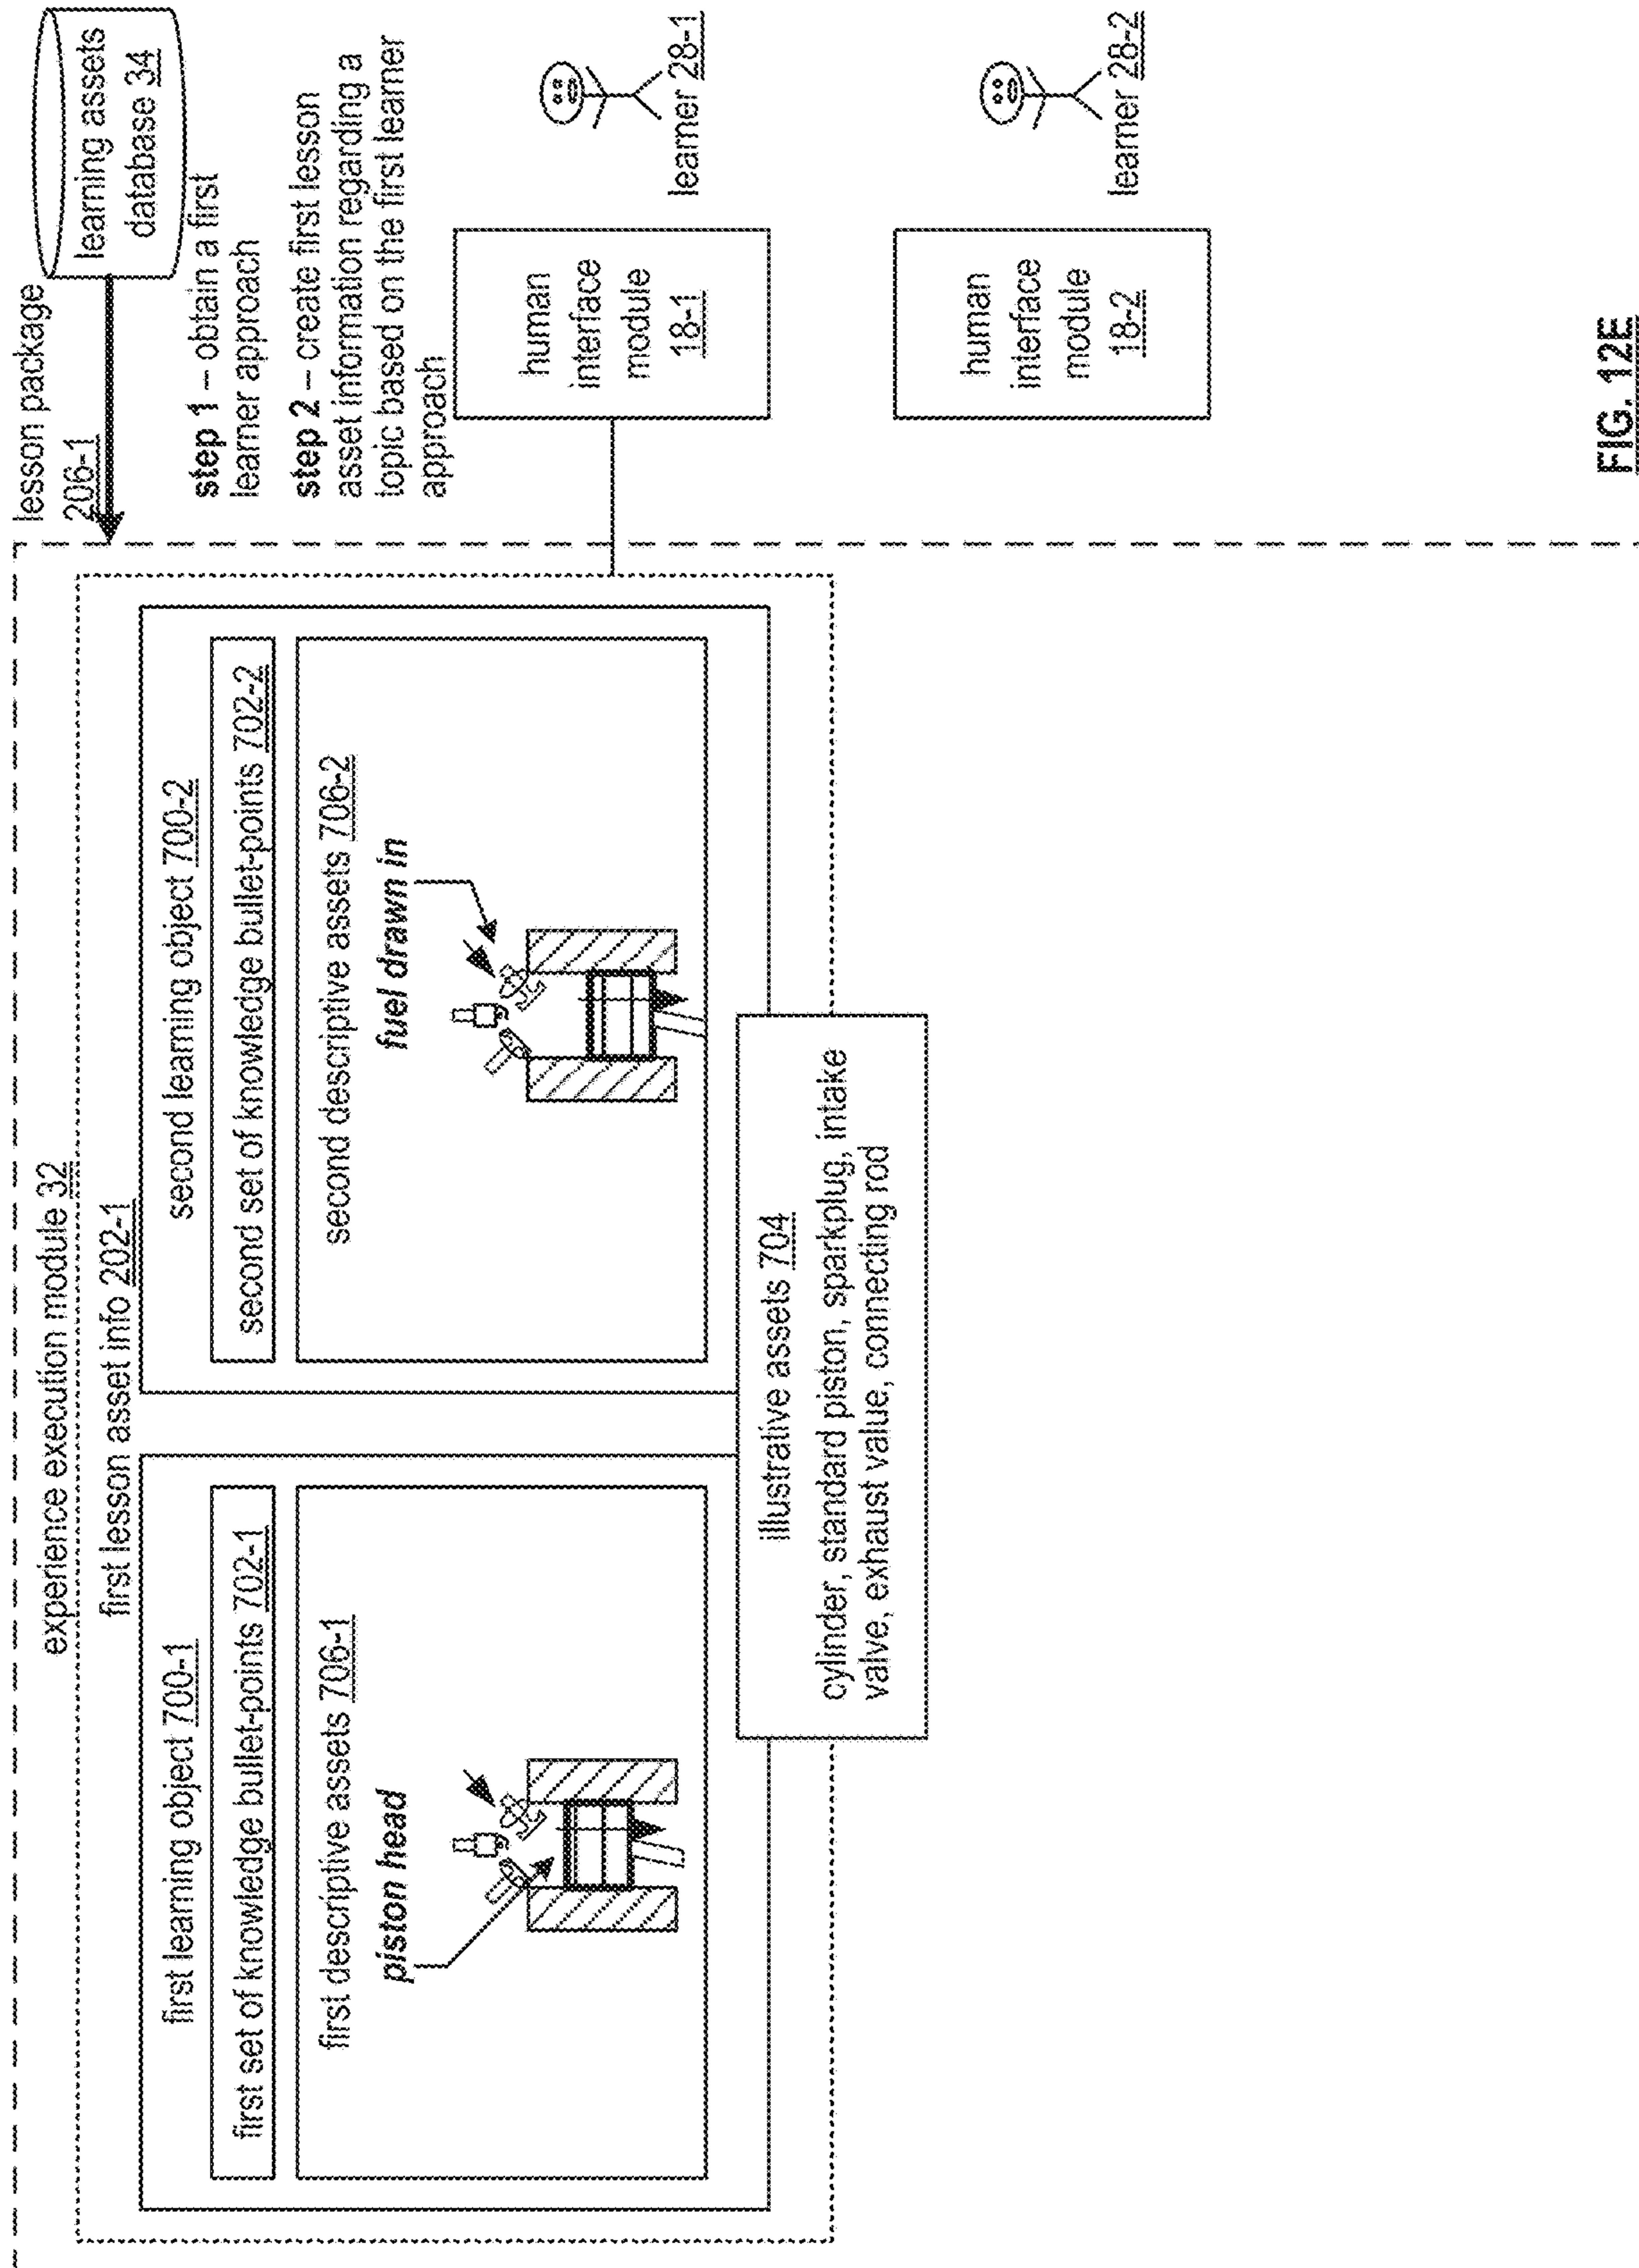 experience execution module 32
first lesson asset info 202-1
first learning object 700-1
first set of knowledge bullet-points 702-1
first descriptive assets 706-1
piston head
second learning object 700-2
second set of knowledge bullet-points 702-2
second descriptive assets 706-2
fuel drawn in
illustrative assets 704
cylinder, standard piston, sparkplug, intake
valve, exhaust value, connecting rod
lesson package
206-1
learning assets
database 34
step 1 – obtain a first
learner approach
step 2 – create first lesson
asset information regarding a
topic based on the first learner
approach
human
interface
module
18-1
learner 28-1
human
interface
module
18-2
learner 28-2
FIG. 12E